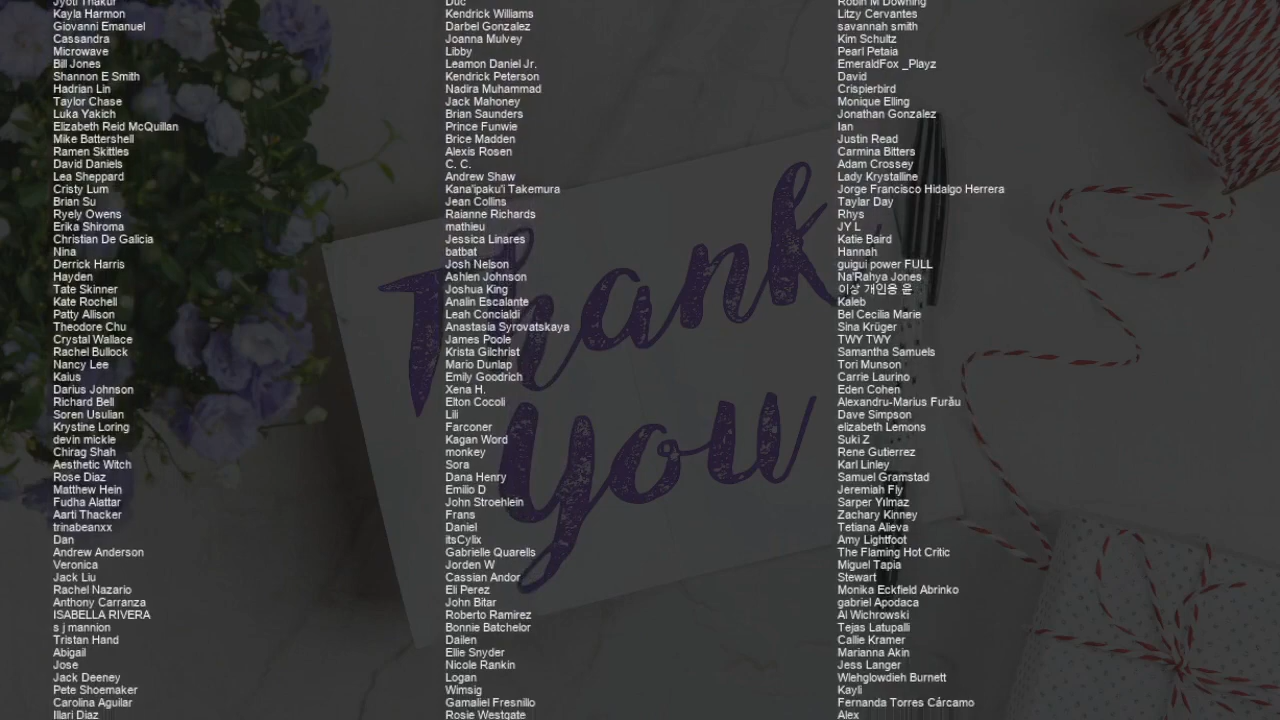 Jyoti Thakur
Kayla Harmon
Giovanni Emanuel
Cassandra
Microwave
Bill Jones
Shannon E Smith
Hadrian Lin
Taylor Chase
Luka Yakich
Elizabeth Reid McQuillan
Mike Battershell
Ramen Skittles
David Daniels
Lea Sheppard
Cristy Lum
Brian Su
Ryely Owens
Erika Shiroma
Christian De Galicia
Nina
Derrick Harris
Hayden
Tate Skinner
Kate Rochell
Patty Allison
Theodore Chu
Crystal Wallace
Rachel Bullock
Nancy Lee
Kaius
Darius Johnson
Richard Bell
Soren Usulian
Krystine Loring
devin mickle
Chirag Shah
Aesthetic Witch
Rose Diaz
Matthew Hein
Fudha Alattar
Aarti Thacker
trinabeanxx
Dan
Andrew Anderson
Veronica
Jack Liu
Rachel Nazario
Anthony Carranza
ISABELLA RIVERA
s j mannion
Tristan Hand
Abigail
Jose
Jack Deeney
Pete Shoemaker
Carolina Aguilar
Illari Diaz
Duc
Kendrick Williams
Darbel Gonzalez
Joanna Mulvey
Libby
Leamon Daniel Jr.
Kendrick Peterson
Nadira Muhammad
Jack Mahoney
Brian Saunders
Prince Funwie
Brice Madden
Alexis Rosen
C. C.
Andrew Shaw
Kana'ipaku'i Takemura
Jean Collins
Raianne Richards
mathieu
Jessica Linares
batbat
Josh Nelson
Ashlen Johnson
Joshua King
Analin Escalante
Leah Concialdi
Anastasia Syrovatskaya
James Poole
Krista Gilchrist
Mario Dunlap
Emily Goodrich
Xena H.
Elton Cocoli
Lili
Farconer
Kagan Word
monkey
Sora
Dana Henry
Emilio D
John Stroehlein
Frans
Daniel
itsCylix
Gabrielle Quarells
Jorden W
Cassian Andor
Eli Perez
John Bitar
Roberto Ramirez
Bonnie Batchelor
Dailen
Ellie Snyder
Nicole Rankin
Logan
Wimsig
Gamaliel Fresnillo
Rosie Westgate
Robin M Downing
Litzy Cervantes
savannah smith
Kim Schultz
Pearl Petaia
EmeraldFox _Playz
David
Crispierbird
Monique Elling
Jonathan Gonzalez
Ian
Justin Read
Carmina Bitters
Adam Crossey
Lady Krystalline
Jorge Francisco Hidalgo Herrera
Taylar Day
Rhys
JY L
Katie Baird
Hannah
guigui power FULL
Na'Rahya Jones
이상 개인용 윤
Kaleb
Bel Cecilia Marie
Sina Krüger
TWY TWY
Samantha Samuels
Tori Munson
Carrie Laurino
Eden Cohen
Alexandru-Marius Furău
Dave Simpson
elizabeth Lemons
Suki Z
Rene Gutierrez
Karl Linley
Samuel Gramstad
Jeremiah Fly
Sarper Yılmaz
Zachary Kinney
Tetiana Alieva
Amy Lightfoot
The Flaming Hot Critic
Miguel Tapia
Stewart
Monika Eckfield Abrinko
gabriel Apodaca
Al Wichrowski
Tejas Latupalli
Callie Kramer
Marianna Akin
Jess Langer
Wlehglowdieh Burnett
Kayli
Fernanda Torres Cárcamo
Alex
Thank
You